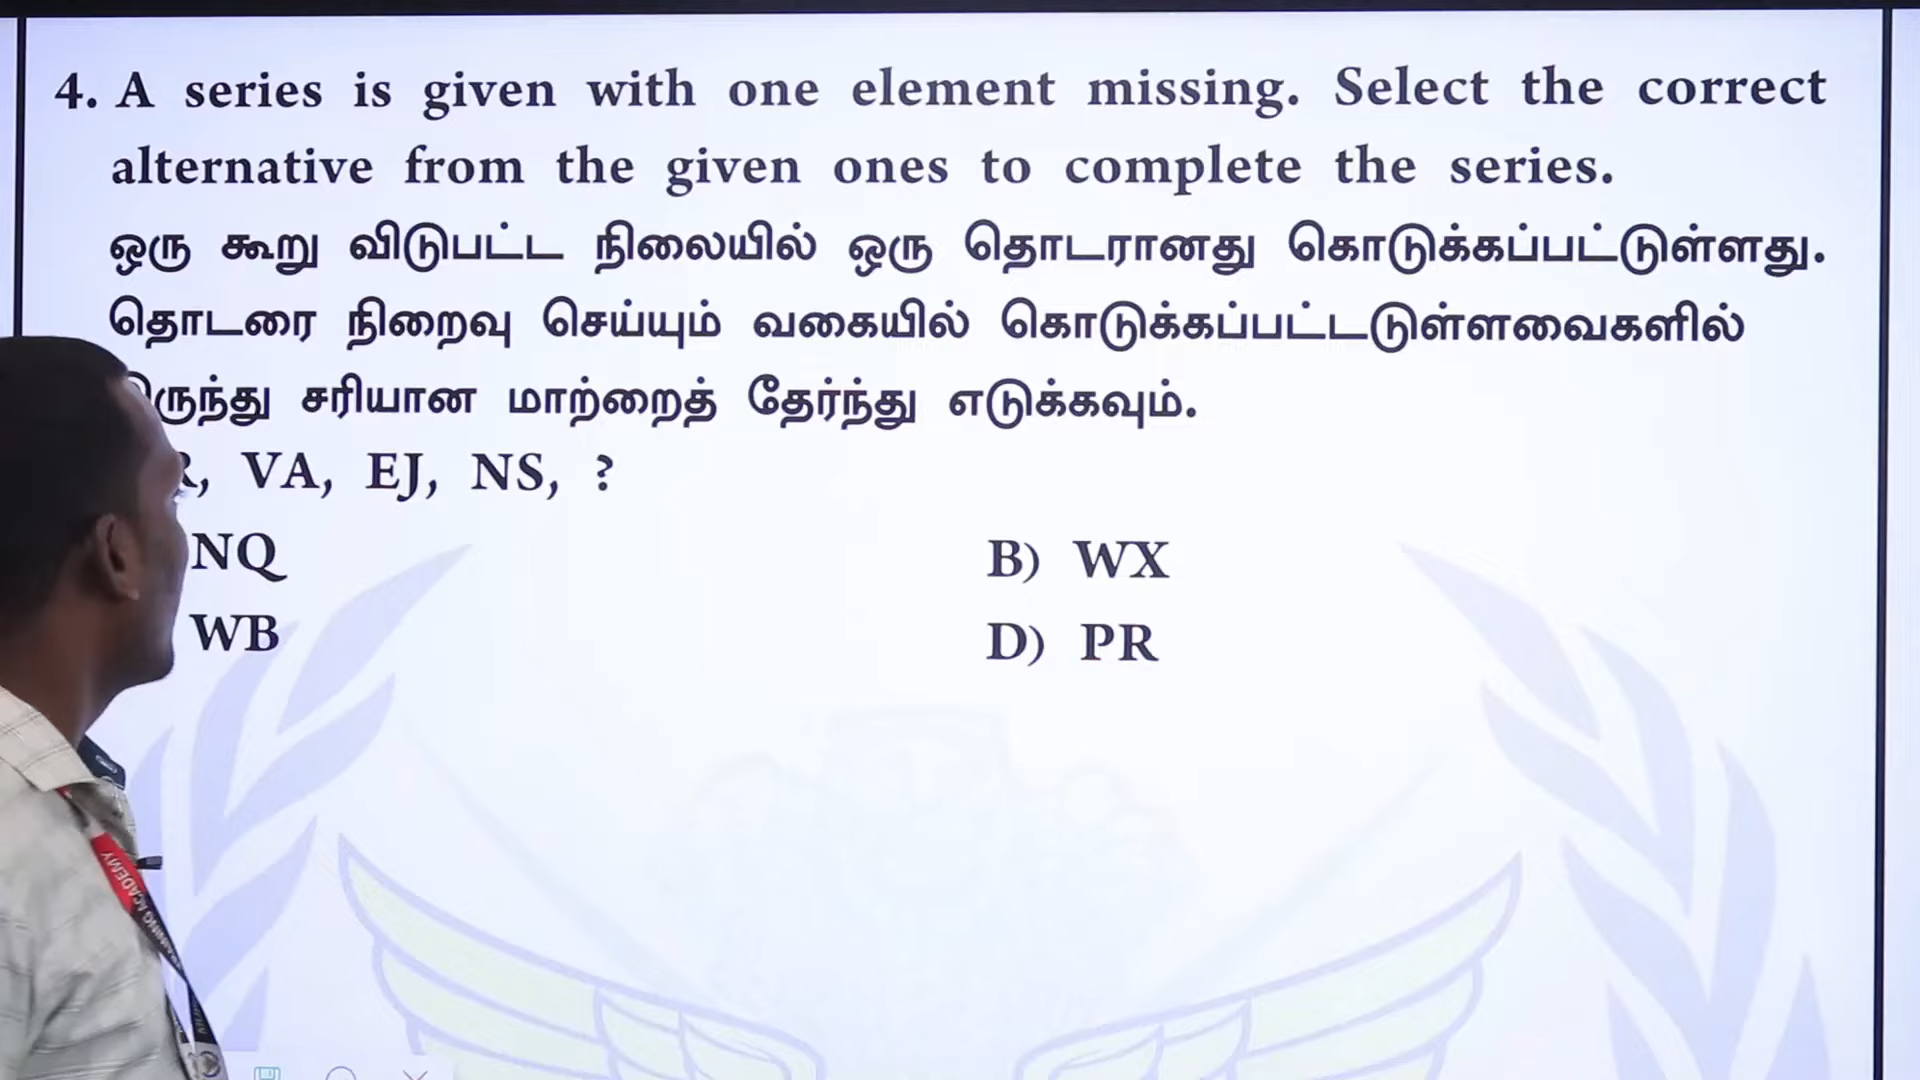 4. A series is given with one element missing. Select the correct
alternative from the given ones to complete the series.
ஒரு கூறு விடுபட்ட நிலையில் ஒரு தொடரானது கொடுக்கப்பட்டுள்ளது.
தொடரை நிறைவு செய்யும் வகையில் கொடுக்கப்பட்டடுள்ளவைகளில்
சரியான மாற்றைத் தேர்ந்து எடுக்கவும்.
VA, EJ, NS, ?
NQ
B) WX
WB
D) PR
ACADEMY